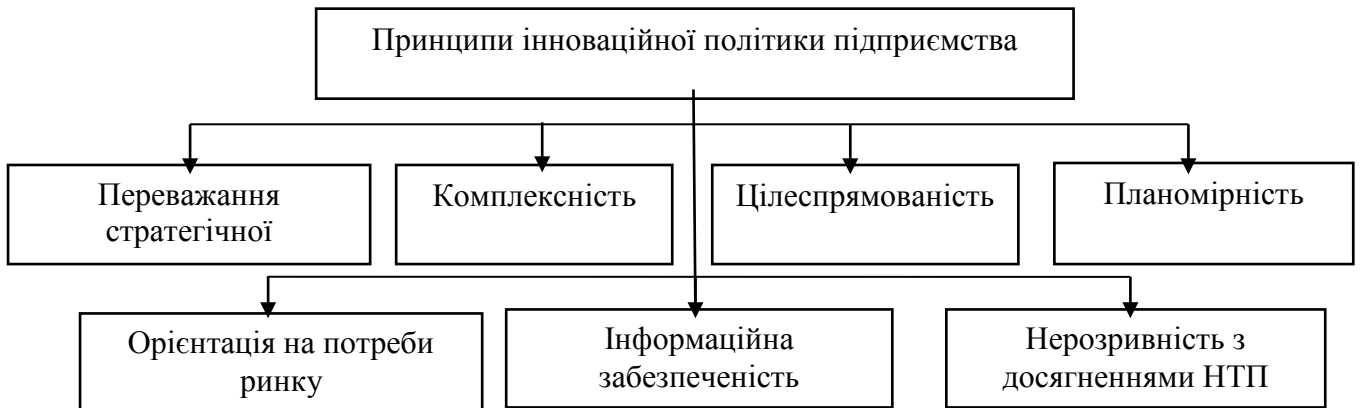 Принципи інноваційної політики підприємства
Переважання
стратегічної
Комплексність
Цілеспрямованість
Планомірність
Орієнтація на потреби
ринку
Інформаційна
забезпеченість
Нерозривність з
досягненнями НТП